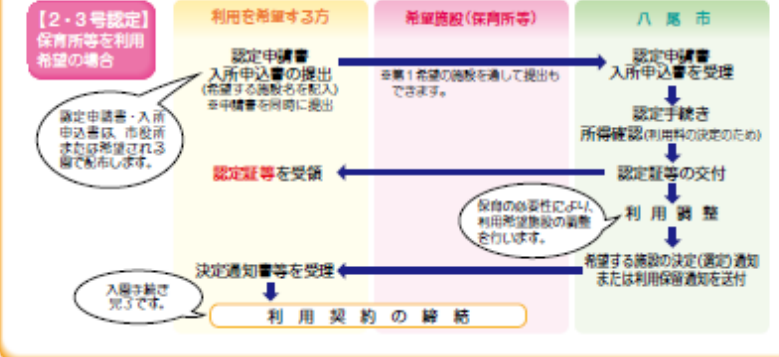 【2・3号認定】
保育所等を利用
希望の場合
利用を希望する方
希望施設(保育所等)
八尾市
認定申請書
入所申込書の提出
(希望する施設名を記入)
※申請書を同時に提出
※第1希望の施設を通して提出も
できます。
認定申請書
入所申込書を受理
認定申請書・入所
申込書は、市役所
または希望される
園で配布します。
認定手続き
所得確認(利用料の決定のため)
認定証等を受領
認定証等の交付
保育の必要性により、
利用希望施設の調整
を行います。
利用調整
決定通知書等を受理
希望する施設の決定(選定)通知
または利用保留通知を送付
入園手続き
完了です。
利用契約の締結